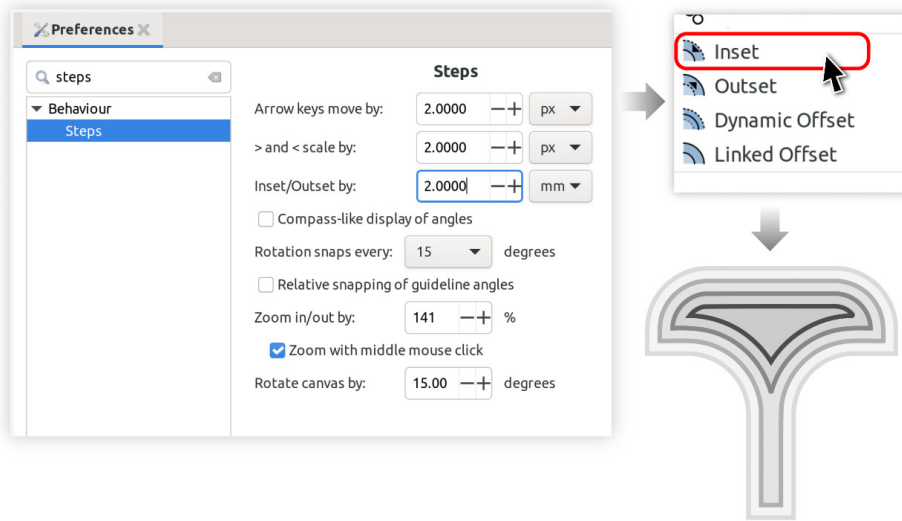 Preferences
steps
Behaviour
Steps
Steps
Arrow keys move by: 2.0000 px
> and < scale by: 2.0000 px
Inset/Outset by: 2.0000 mm
Compass-like display of angles
Rotation snaps every: 15 degrees
Relative snapping of guideline angles
Zoom in/out by: 141 %
Zoom with middle mouse click
Rotate canvas by: 15.00 degrees
Inset
Outset
Dynamic Offset
Linked Offset